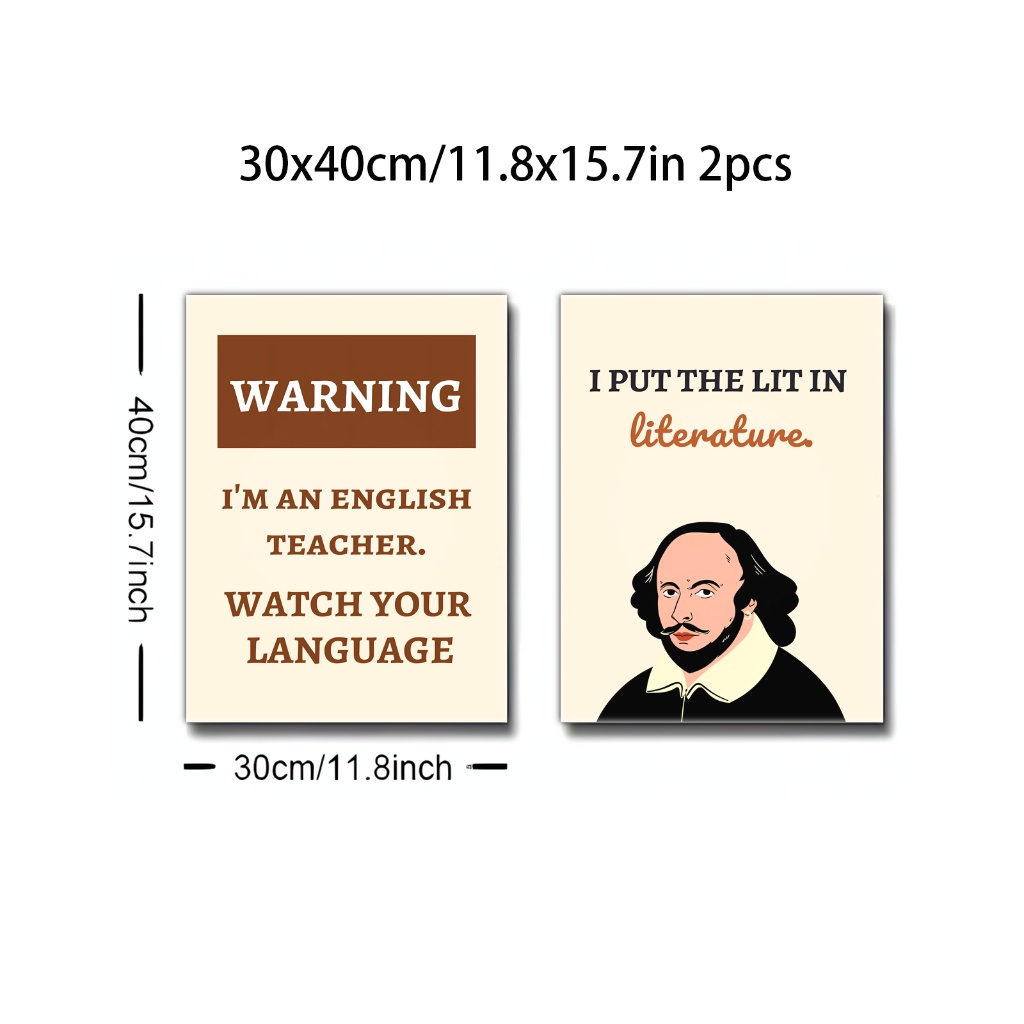 30x40cm/11.8x15.7in 2pcs
40cm/15.7inch
WARNING
I'M AN ENGLISH
TEACHER.
WATCH YOUR
LANGUAGE
I PUT THE LIT IN
literature.
30cm/11.8inch